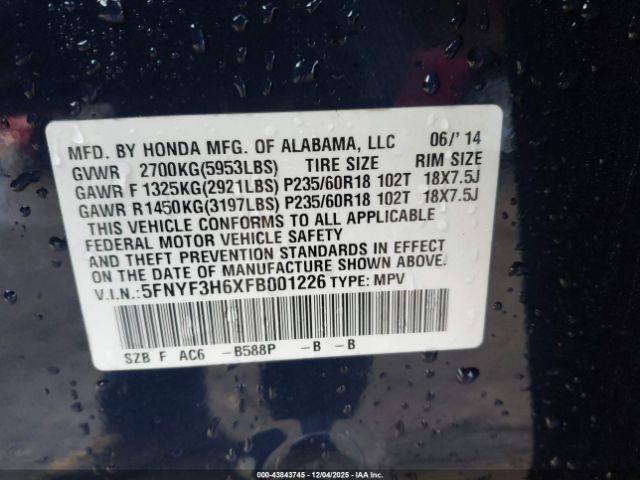 MFD. BY HONDA MFG. OF ALABAMA, LLC 06/'14
GVWR 2700KG(5953LBS) TIRE SIZE RIM SIZE
GAWR F 1325KG(2921LBS) P235/60R18 102T 18X7.5J
GAWR R1450KG(3197LBS) P235/60R18 102T 18X7.5J
THIS VEHICLE CONFORMS TO ALL APPLICABLE
FEDERAL MOTOR VEHICLE SAFETY
AND THEFT PREVENTION STANDARDS IN EFFECT
ON THE DATE OF MANUFACTURE SHOWN ABOVE.
V.I.N.:5FNYF3H6XFB001226 TYPE: MPV
SZB F AC6 -B588P -B -B
000-43843745 - 12/04/2025 - IAA Inc.